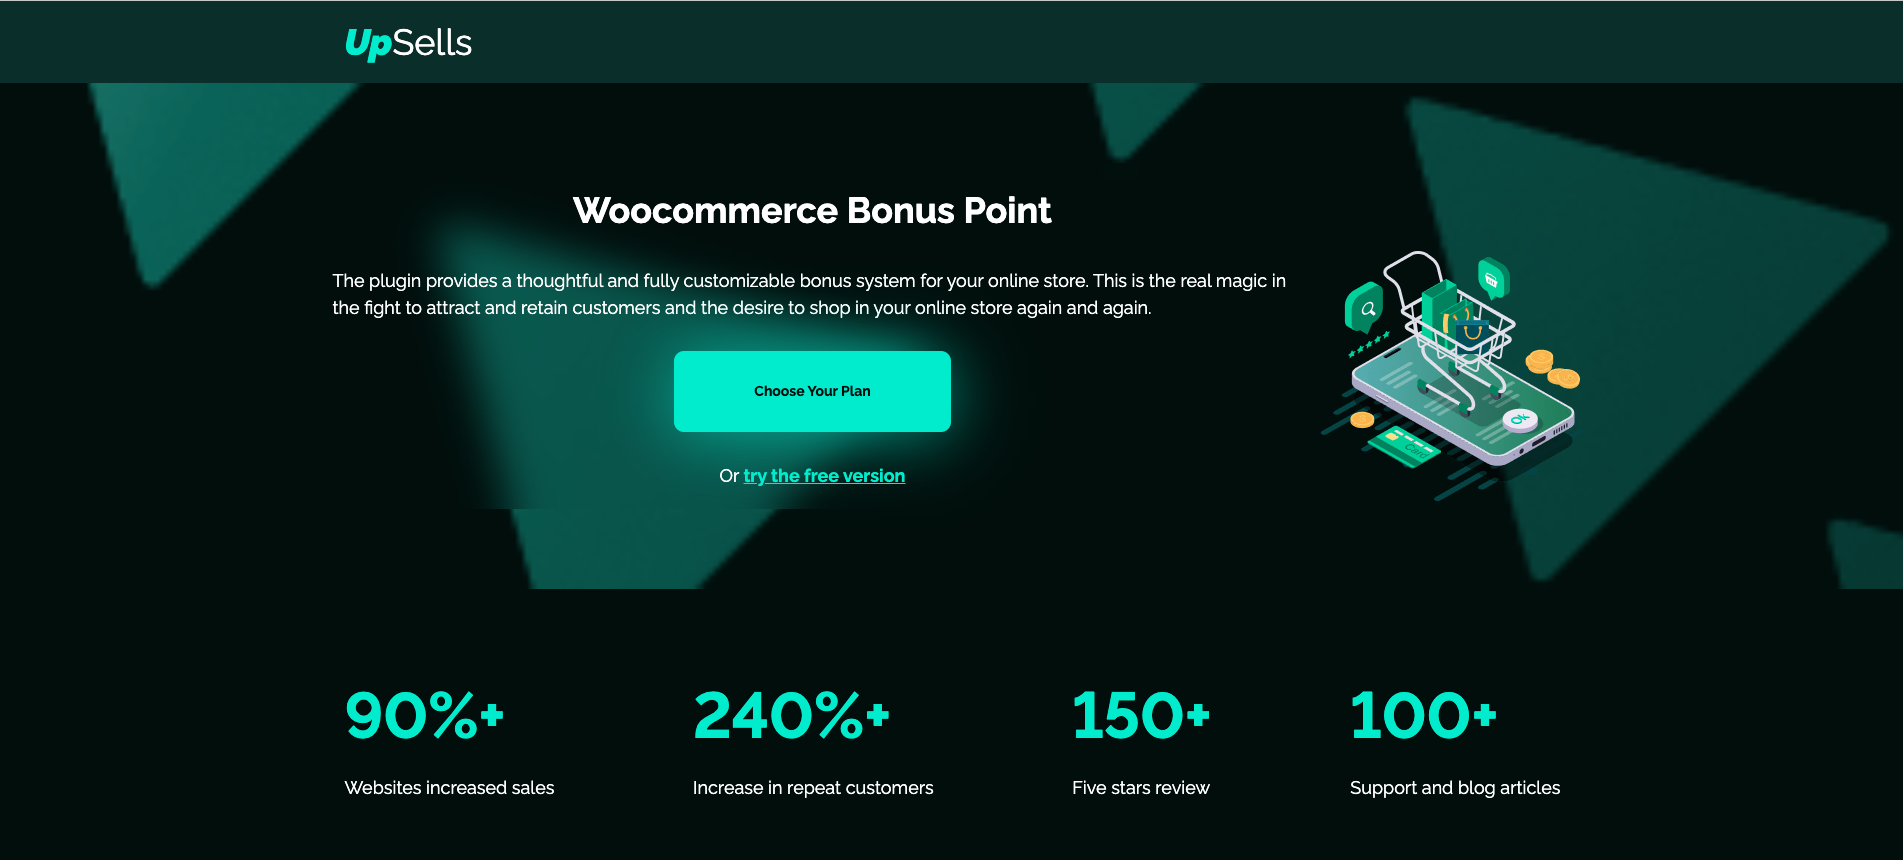 UpSells
Woocommerce Bonus Point
The plugin provides a thoughtful and fully customizable bonus system for your online store. This is the real magic in
the fight to attract and retain customers and the desire to shop in your online store again and again.
Choose Your Plan
Or try the free version
Ok
Card
90%+
240%+
150+
100+
Websites increased sales
Increase in repeat customers
Five stars review
Support and blog articles